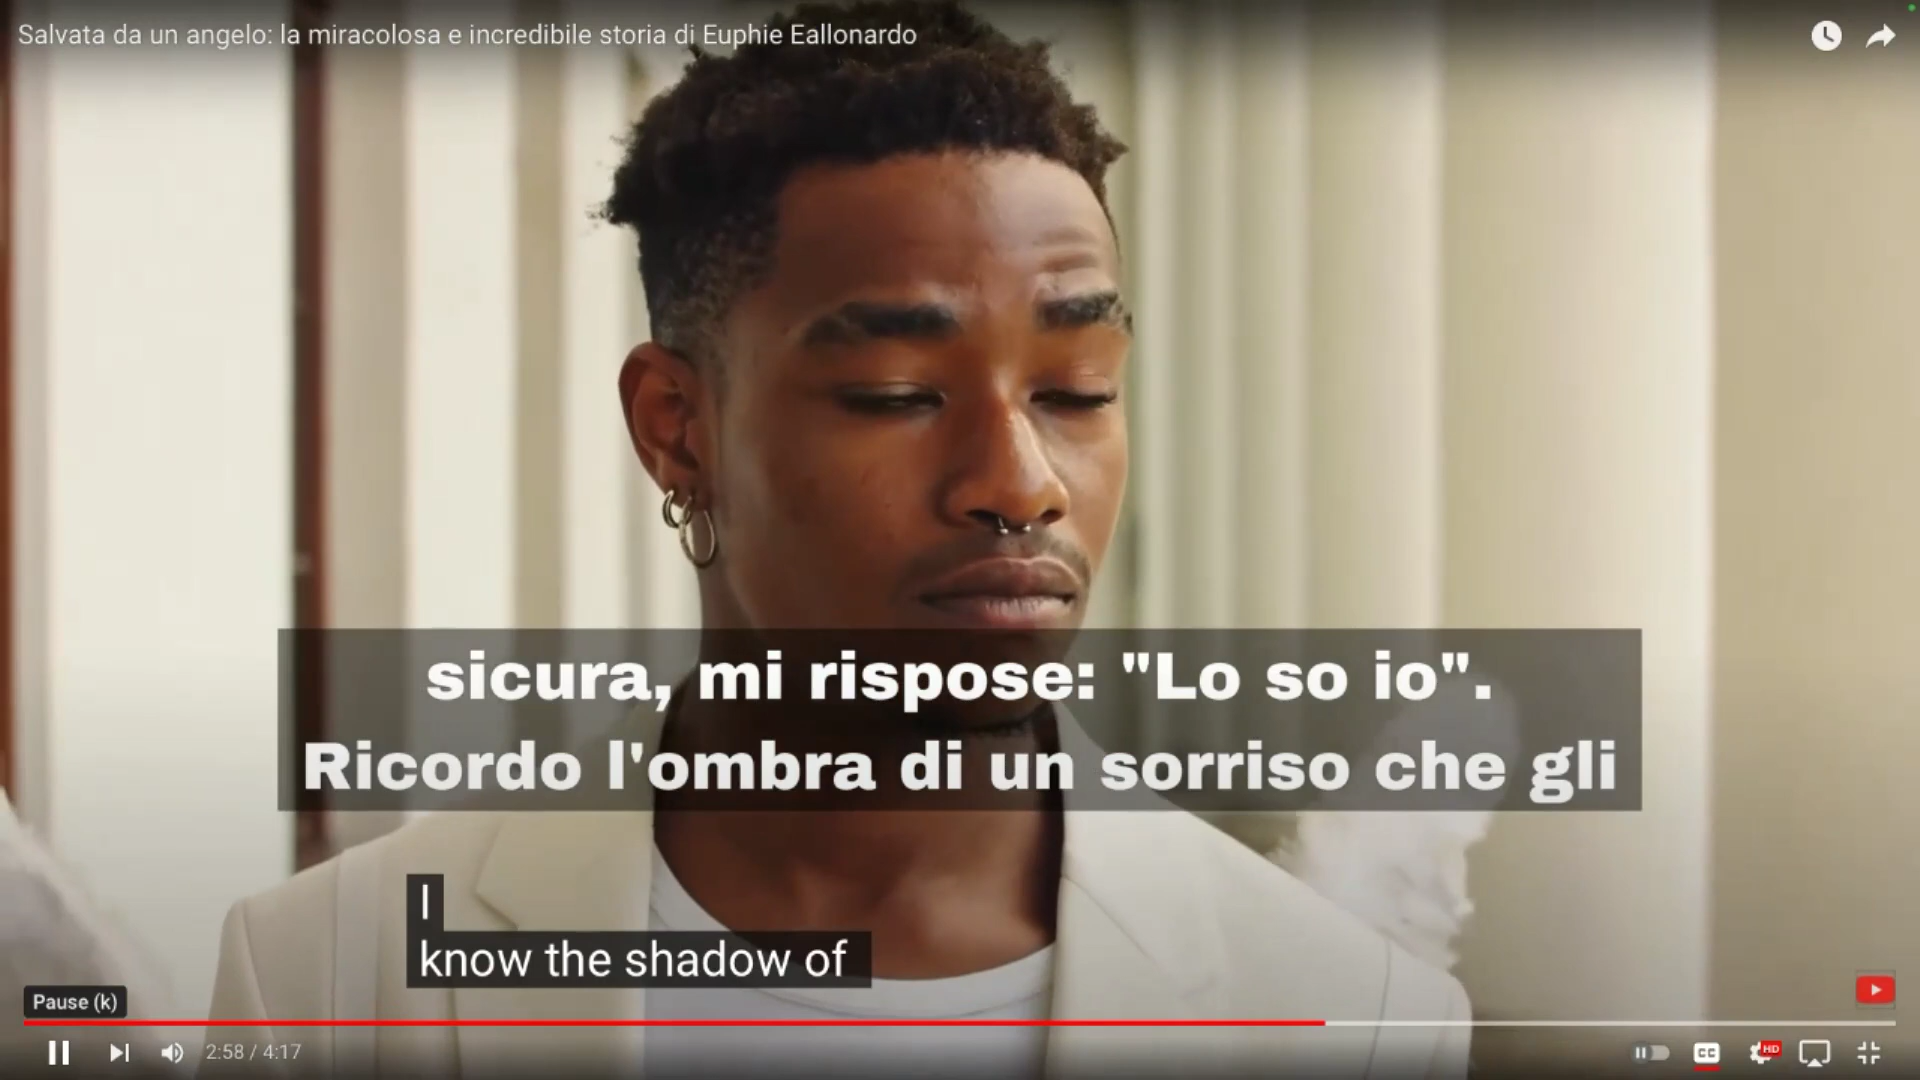 Salvata da un angelo: la miracolosa e incredibile storia di Euphie Eallonardo
sicura, mi rispose: "Lo so io".
Ricordo l'ombra di un sorriso che gli
I
know the shadow of
Pause (k)
2:58 / 4:17
CC
HD